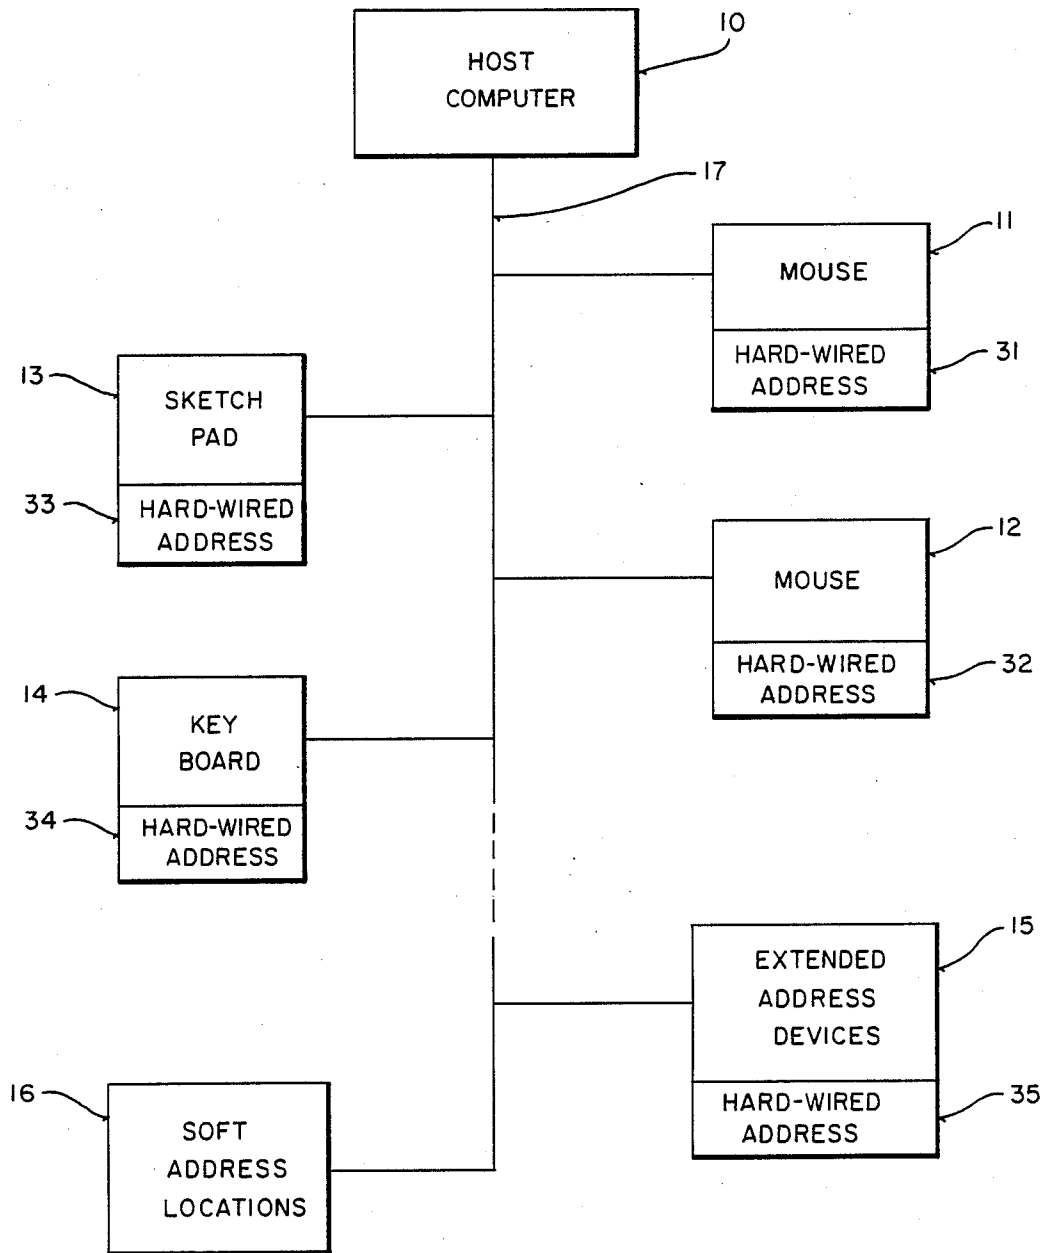 10
HOST
COMPUTER
17
11
MOUSE
HARD-WIRED
ADDRESS
31
13
SKETCH
PAD
33
HARD-WIRED
ADDRESS
12
MOUSE
HARD-WIRED
ADDRESS
32
14
KEY
BOARD
34
HARD-WIRED
ADDRESS
15
EXTENDED
ADDRESS
DEVICES
HARD-WIRED
ADDRESS
35
16
SOFT
ADDRESS
LOCATIONS